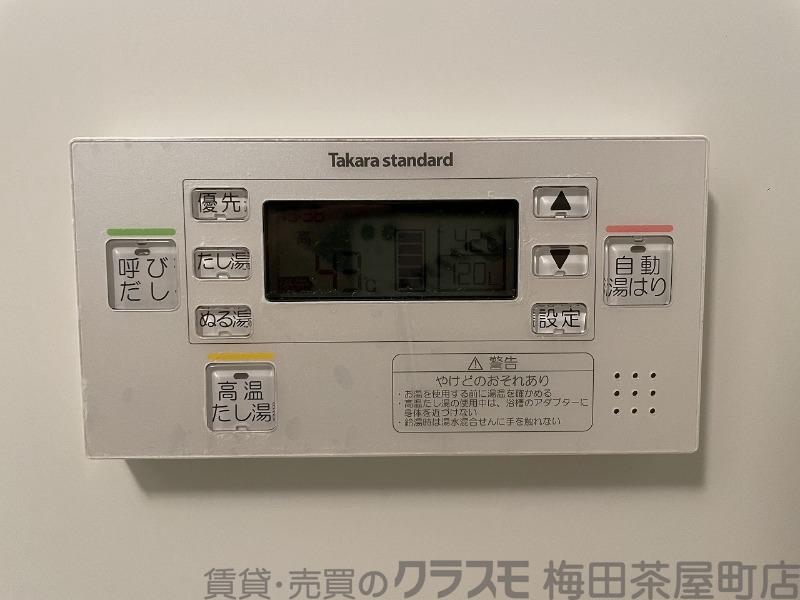 Takara standard
優先
たし湯
ぬる湯
呼び
だし
高温
たし湯
高
℃
42
120L
▲
▼
設定
自動
湯はり
⚠ 警告
やけどのおそれあり
・お湯を使用する前に湯温を確かめる
・高温たし湯の使用中は、浴槽のアダプターに
身体を近づけない
・給湯時は湯水混合せんに手を触れない
賃貸・売買のクラスモ 梅田茶屋町店